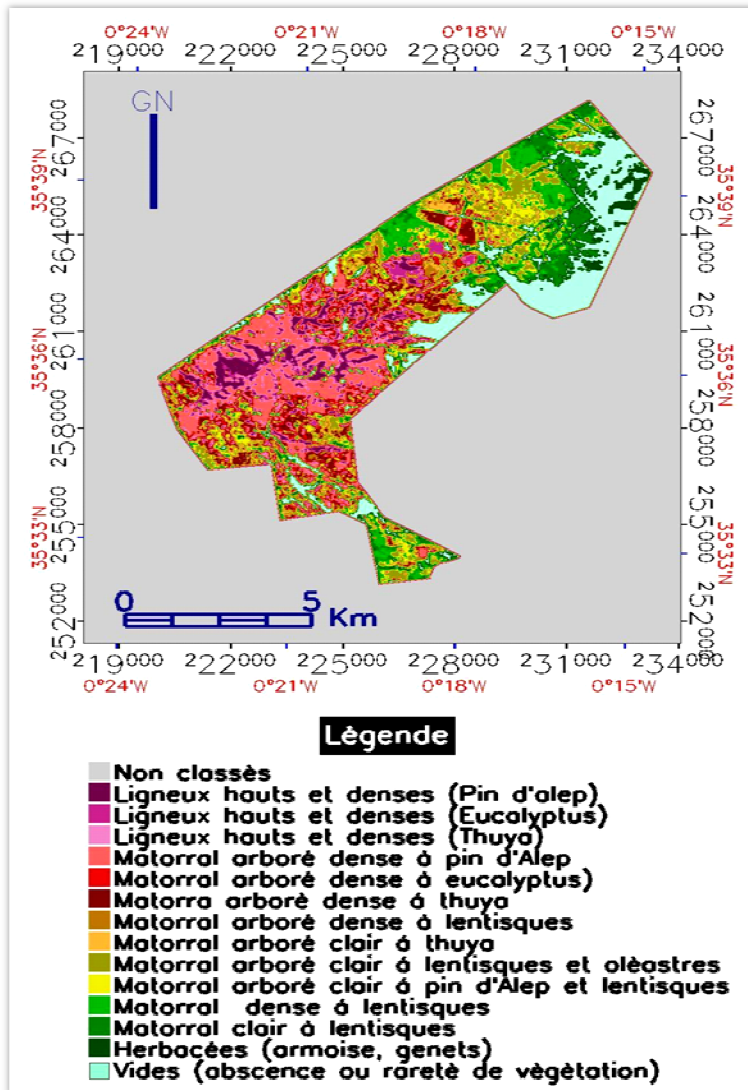 0°24'W 0°21'W 0°18'W 0°15'W
219000 222000 225000 228000 231000 234000
GN
267000
264000
261000
258000
255000
252000
35°39'N
35°36'N
35°33'N
267000
264000
261000
258000
255000
252000
35°39'N
35°36'N
35°33'N
0 5 Km
219000 222000 225000 228000 231000 234000
0°24'W 0°21'W 0°18'W 0°15'W
Lègende
Non classès
Ligneux hauts et denses (Pin d'alep)
Ligneux hauts et denses (Eucalyptus)
Ligneux hauts et denses (Thuya)
Matorral arboré dense à pin d'Alep
Matorral arboré dense à eucalyptus)
Matorra arborè dense á thuya
Matorral arboré dense à lentisques
Matorral arboré clair á thuya
Matorral arboré clair á lentisques et olèastres
Matorral arboré clair á pin d'Alep et lentisques
Matorral dense á lentisques
Matorral clair à lentisques
Herbacées (armoise, genets)
Vides (absence ou raretè de vègètation)